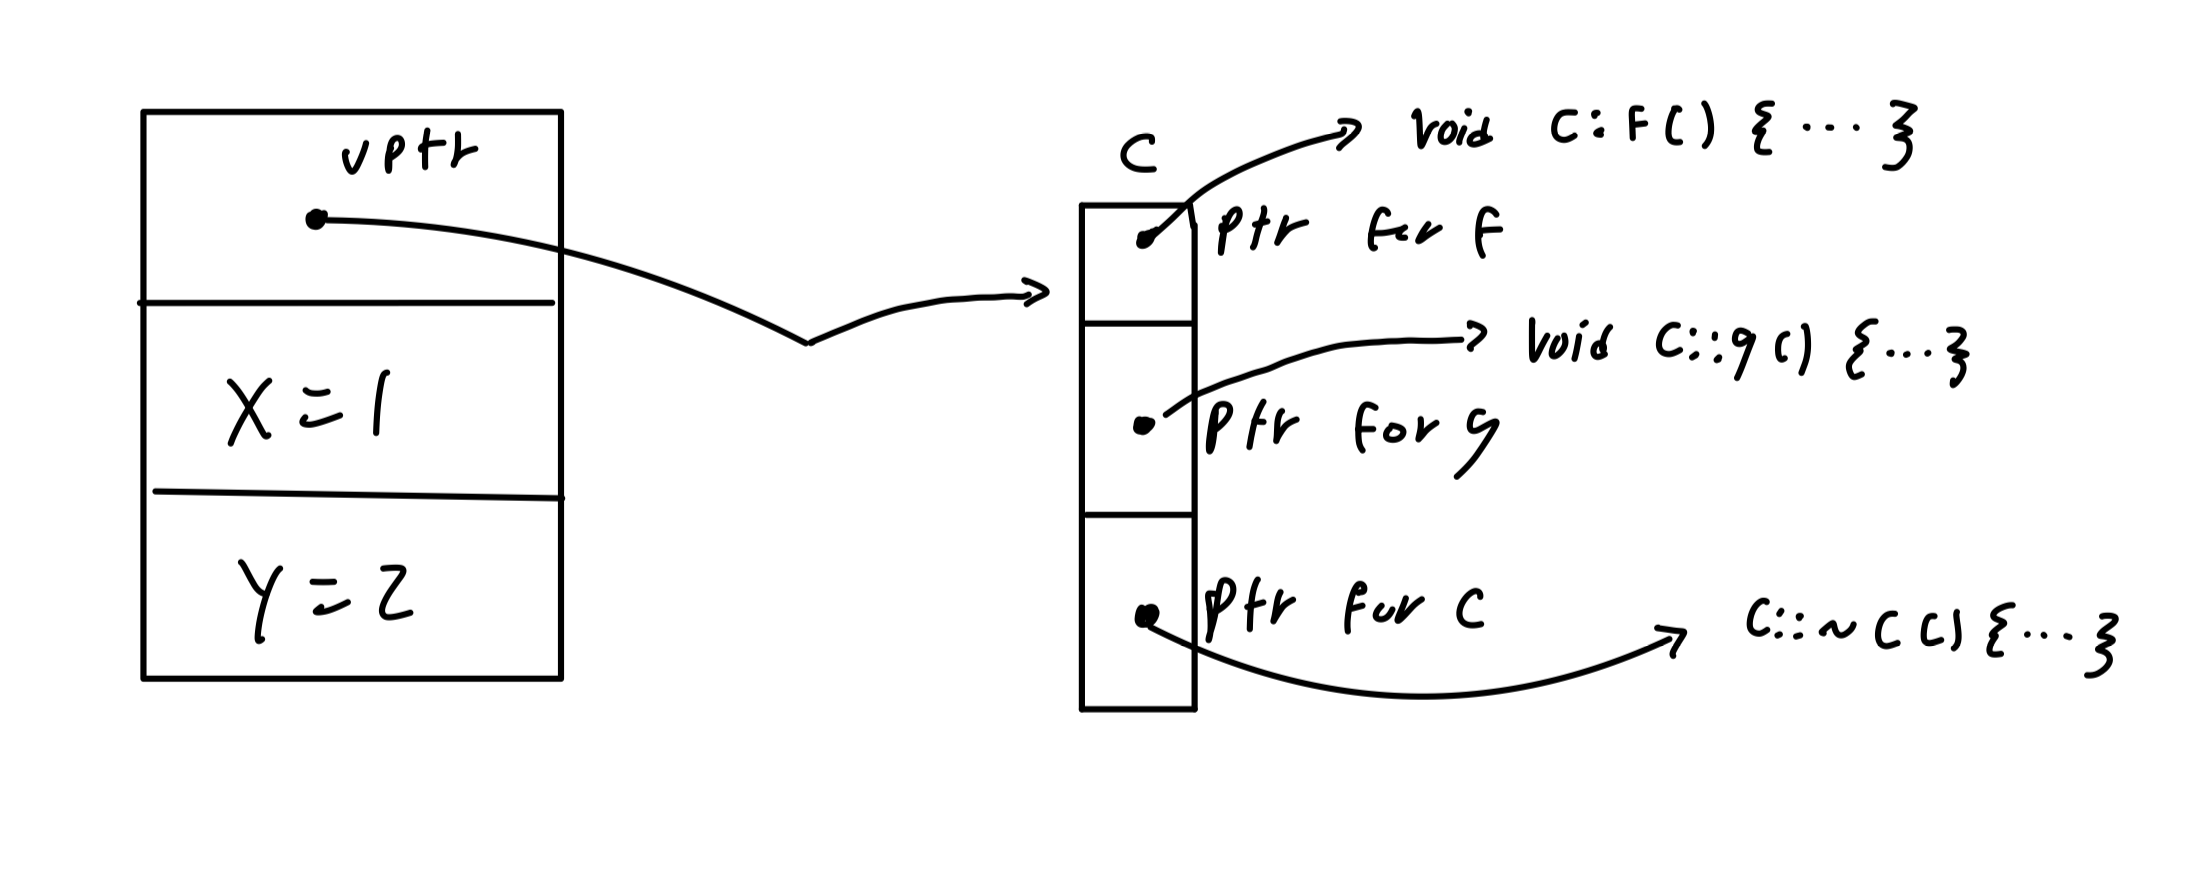 vptr
X = 1
Y = 2
C
void C: F() {...}
ptr for F
void C::g() {...}
ptr for g
ptr for C
C::~C() {...}